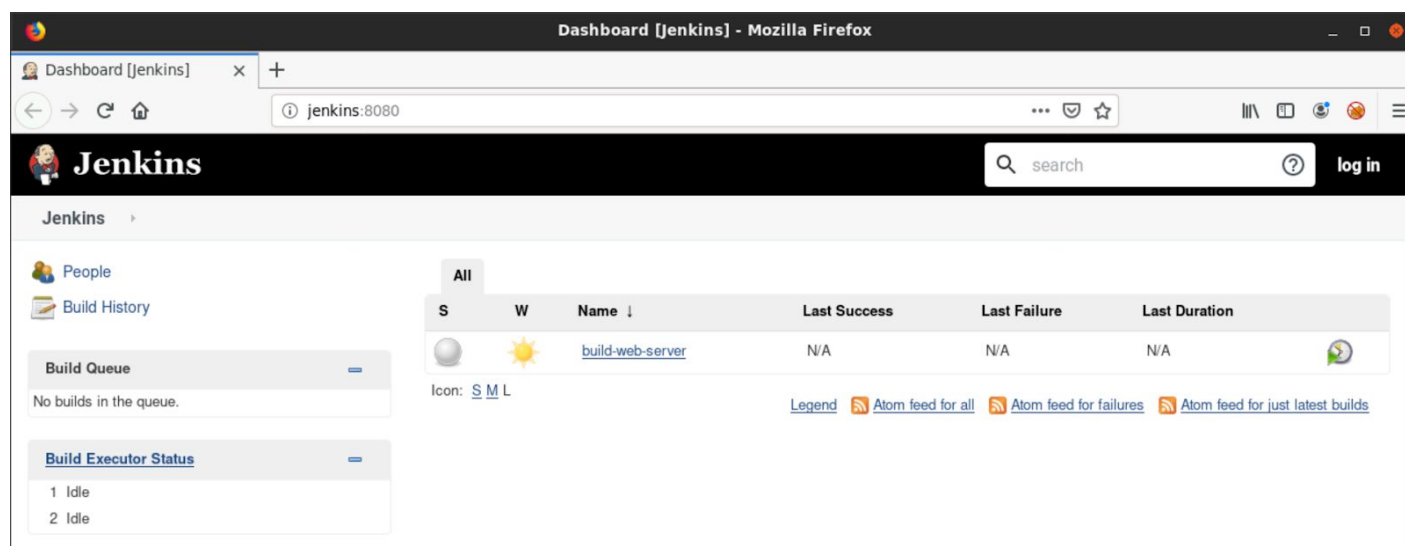 Dashboard [Jenkins] - Mozilla Firefox
Dashboard [Jenkins]
jenkins:8080
Jenkins search log in
Jenkins
People
Build History
Build Queue
No builds in the queue.
Build Executor Status
1 Idle
2 Idle
All
S W Name ↓ Last Success Last Failure Last Duration
build-web-server N/A N/A N/A
Icon: S M L
Legend Atom feed for all Atom feed for failures Atom feed for just latest builds